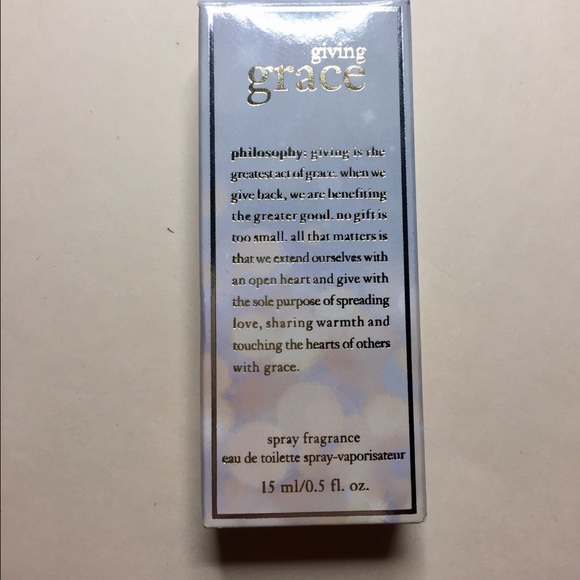 giving
grace
philosophy: giving is the
greatest act of grace. when we
give back, we are benefiting
the greater good. no gift is
too small. all that matters is
that we extend ourselves with
an open heart and give with
the sole purpose of spreading
love, sharing warmth and
touching the hearts of others
with grace.
spray fragrance
eau de toilette spray-vaporisateur
15 ml/0.5 fl. oz.